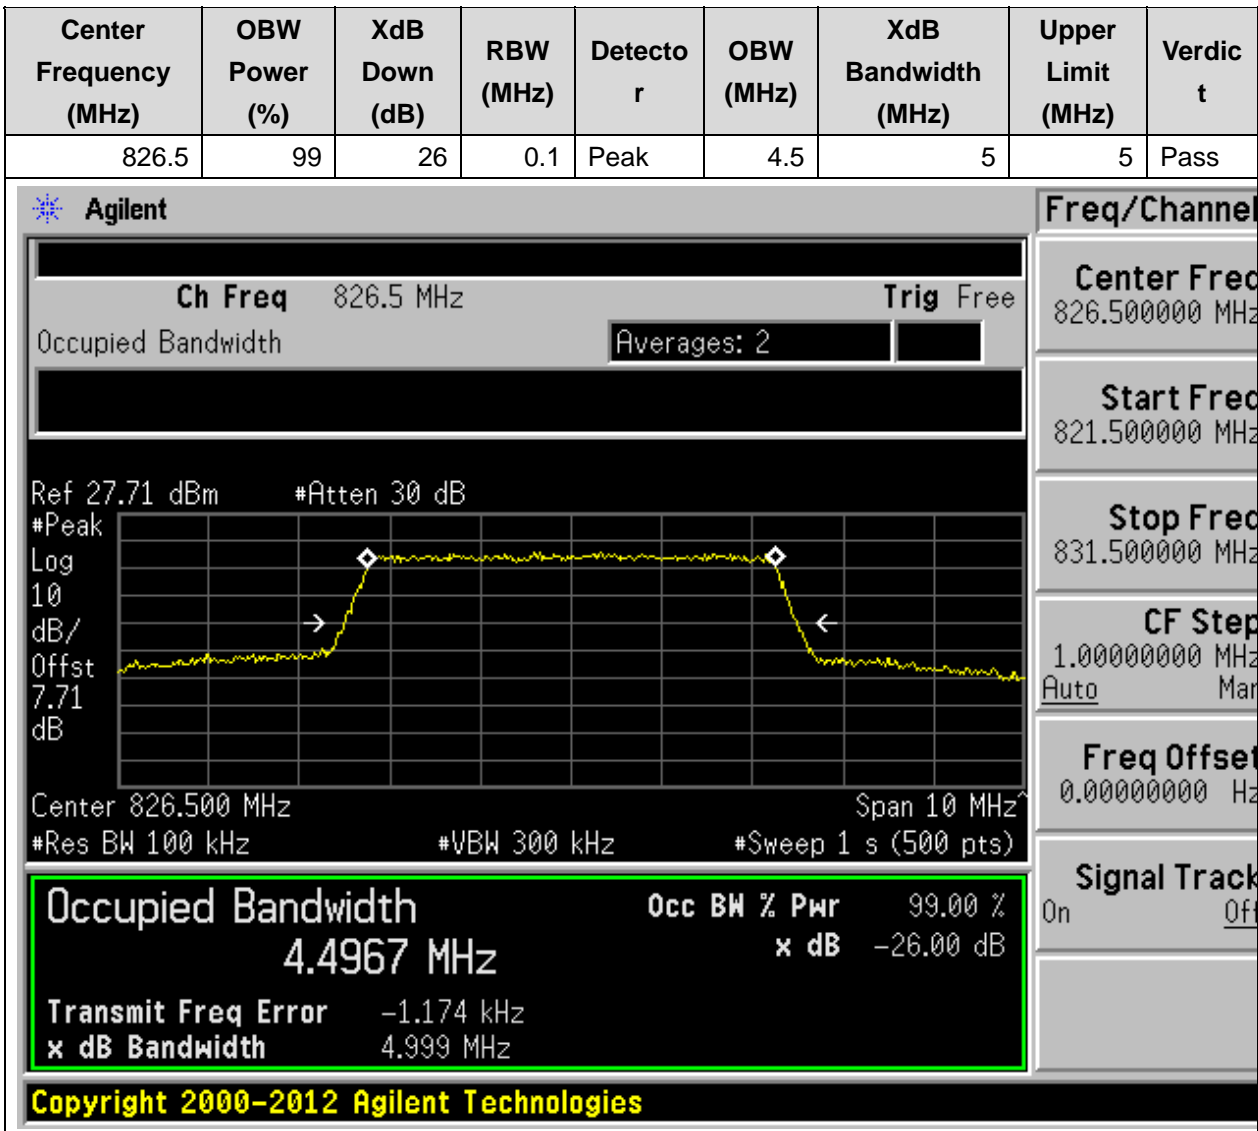 Center Frequency (MHz) OBW Power (%) XdB Down (dB) RBW (MHz) Detecto r OBW (MHz) XdB Bandwidth (MHz) Upper Limit (MHz) Verdic t
826.5 99 26 0.1 Peak 4.5 5 5 Pass
Agilent
Freq/Channel
Ch Freq 826.5 MHz Trig Free
Occupied Bandwidth Averages: 2
Center Freq
826.500000 MHz
Start Freq
821.500000 MHz
Ref 27.71 dBm #Atten 30 dB
#Peak
Log
10
dB/
Offst
7.71
dB
Stop Freq
831.500000 MHz
CF Step
1.00000000 MHz
Auto Man
Freq Offset
0.00000000 Hz
Center 826.500 MHz Span 10 MHz^
#Res BW 100 kHz #VBW 300 kHz #Sweep 1 s (500 pts)
Signal Track
On Off
Occupied Bandwidth
4.4967 MHz
Occ BW % Pwr 99.00 %
x dB -26.00 dB
Transmit Freq Error -1.174 kHz
x dB Bandwidth 4.999 MHz
Copyright 2000-2012 Agilent Technologies